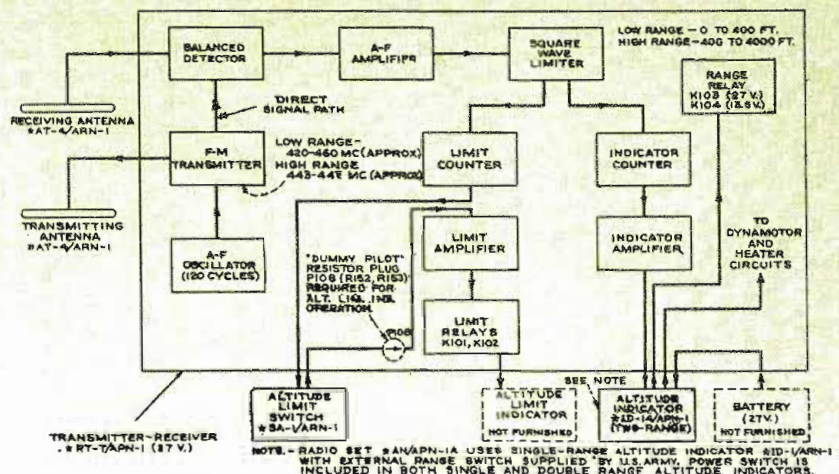 BALANCED
DETECTOR
A-F
AMPLIFIER
SQUARE
WAVE
LIMITER
LOW RANGE - 0 TO 400 FT.
HIGH RANGE - 400 TO 4000 FT.
RANGE
RELAY
K103 (27 V.)
K104 (13.5 V.)
DIRECT
SIGNAL PATH
RECEIVING ANTENNA
*AT-4/ARN-1
F-M
TRANSMITTER
LOW RANGE-
420-460 MC (APPROX)
HIGH RANGE
443-447 MC (APPROX)
LIMIT
COUNTER
INDICATOR
COUNTER
TRANSMITTING
ANTENNA
*AT-4/ARN-1
A-F
OSCILLATOR
(120 CYCLES)
"DUMMY PILOT"
RESISTOR PLUG
P108 (R152, R153)
REQUIRED FOR
ALT. LIM. IND.
OPERATION
P108
LIMIT
AMPLIFIER
INDICATOR
AMPLIFIER
TO
DYNAMOTOR
AND
HEATER
CIRCUITS
LIMIT
RELAYS
K101, K102
SEE NOTE
ALTITUDE
LIMIT
SWITCH
*SA-1/ARN-1
ALTITUDE
LIMIT
INDICATOR
NOT FURNISHED
ALTITUDE
INDICATOR
*ID-14/APN-1
(TWO-RANGE)
BATTERY
(27V.)
NOT FURNISHED
TRANSMITTER-RECEIVER
*RT-7/APN-1 (27 V.)
NOTE. - RADIO SET *AN/APN-1A USES SINGLE-RANGE ALTITUDE INDICATOR *ID-1/ARN-1
WITH EXTERNAL RANGE SWITCH SUPPLIED BY U.S. ARMY. POWER SWITCH IS
INCLUDED IN BOTH SINGLE AND DOUBLE RANGE ALTITUDE INDICATORS.